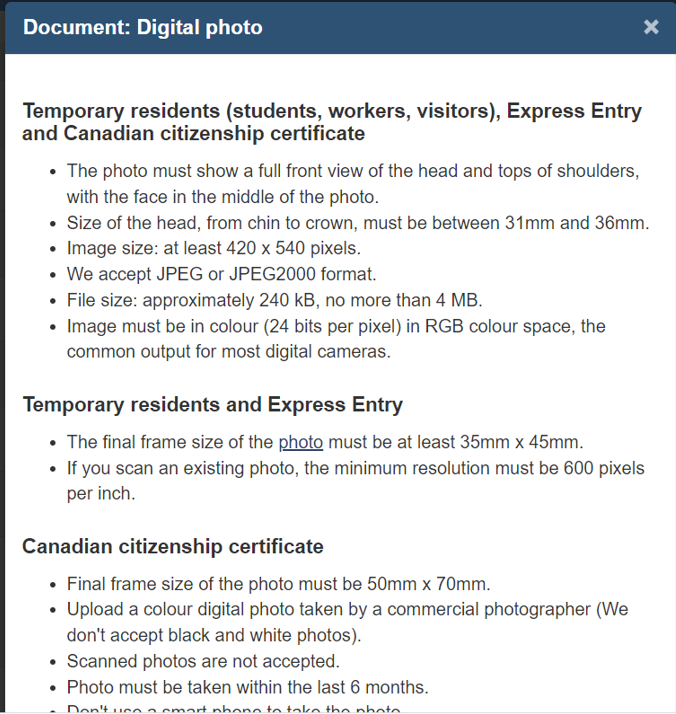 Document: Digital photo
Temporary residents (students, workers, visitors), Express Entry
and Canadian citizenship certificate
• The photo must show a full front view of the head and tops of shoulders,
with the face in the middle of the photo.
• Size of the head, from chin to crown, must be between 31mm and 36mm.
• Image size: at least 420 x 540 pixels.
• We accept JPEG or JPEG2000 format.
• File size: approximately 240 kB, no more than 4 MB.
• Image must be in colour (24 bits per pixel) in RGB colour space, the
common output for most digital cameras.
Temporary residents and Express Entry
• The final frame size of the photo must be at least 35mm x 45mm.
• If you scan an existing photo, the minimum resolution must be 600 pixels
per inch.
Canadian citizenship certificate
• Final frame size of the photo must be 50mm x 70mm.
• Upload a colour digital photo taken by a commercial photographer (We
don't accept black and white photos).
• Scanned photos are not accepted.
• Photo must be taken within the last 6 months.
• Don't use a smart phone to take the photo